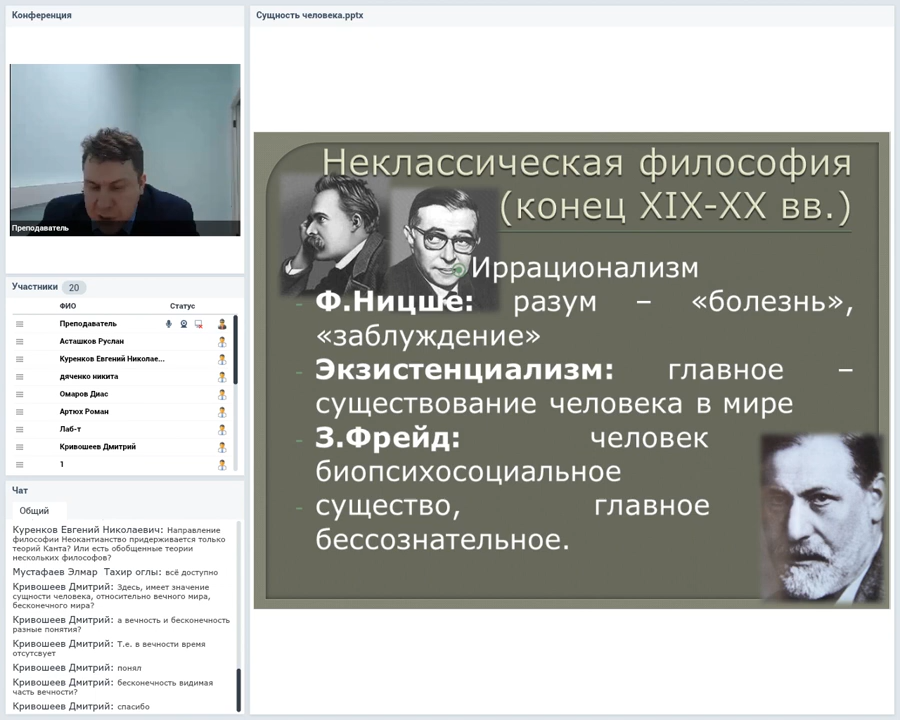 Конференция
Преподаватель
Участники 20
ФИО Статус
Преподаватель
Асташков Руслан
Куренков Евгений Николае...
дяченко никита
Омаров Диас
Артюх Роман
Лаб-т
Кривошеев Дмитрий
1
Чат
Общий
Куренков Евгений Николаевич: Направление
философии Неокантианство придерживается только
теорий Канта? Или есть обобщенные теории
нескольких философов?
Мустафаев Элмар Тахир оглы: всё доступно
Кривошеев Дмитрий: Здесь, имеет значение
сущности человека, относительно вечного мира,
бесконечного мира?
Кривошеев Дмитрий: а вечность и бесконечность
разные понятия?
Кривошеев Дмитрий: Т.е. в вечности время
отсутсвует
Кривошеев Дмитрий: понял
Кривошеев Дмитрий: бесконечность видимая
часть вечности?
Кривошеев Дмитрий: спасибо
Сущность человека.pptx
Неклассическая философия
(конец XIX-XX вв.)
Иррационализм
- Ф.Ницше: разум – «болезнь»,
«заблуждение»
- Экзистенциализм: главное –
существование человека в мире
- З.Фрейд: человек
биопсихосоциальное
- существо, главное
бессознательное.